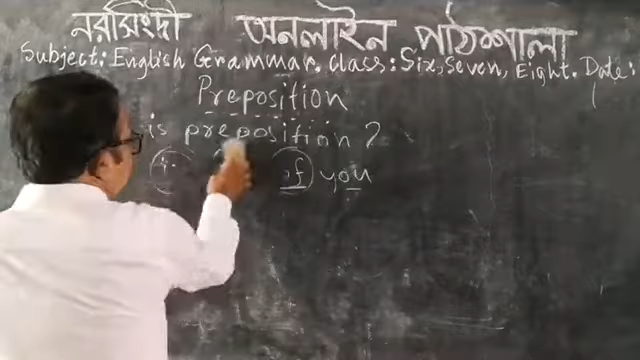 নরসিংদী অনলাইন পাঠশালা
Subject: English Grammar. Class: Six, Seven, Eight. Date:
Preposition
is preposition?
of you